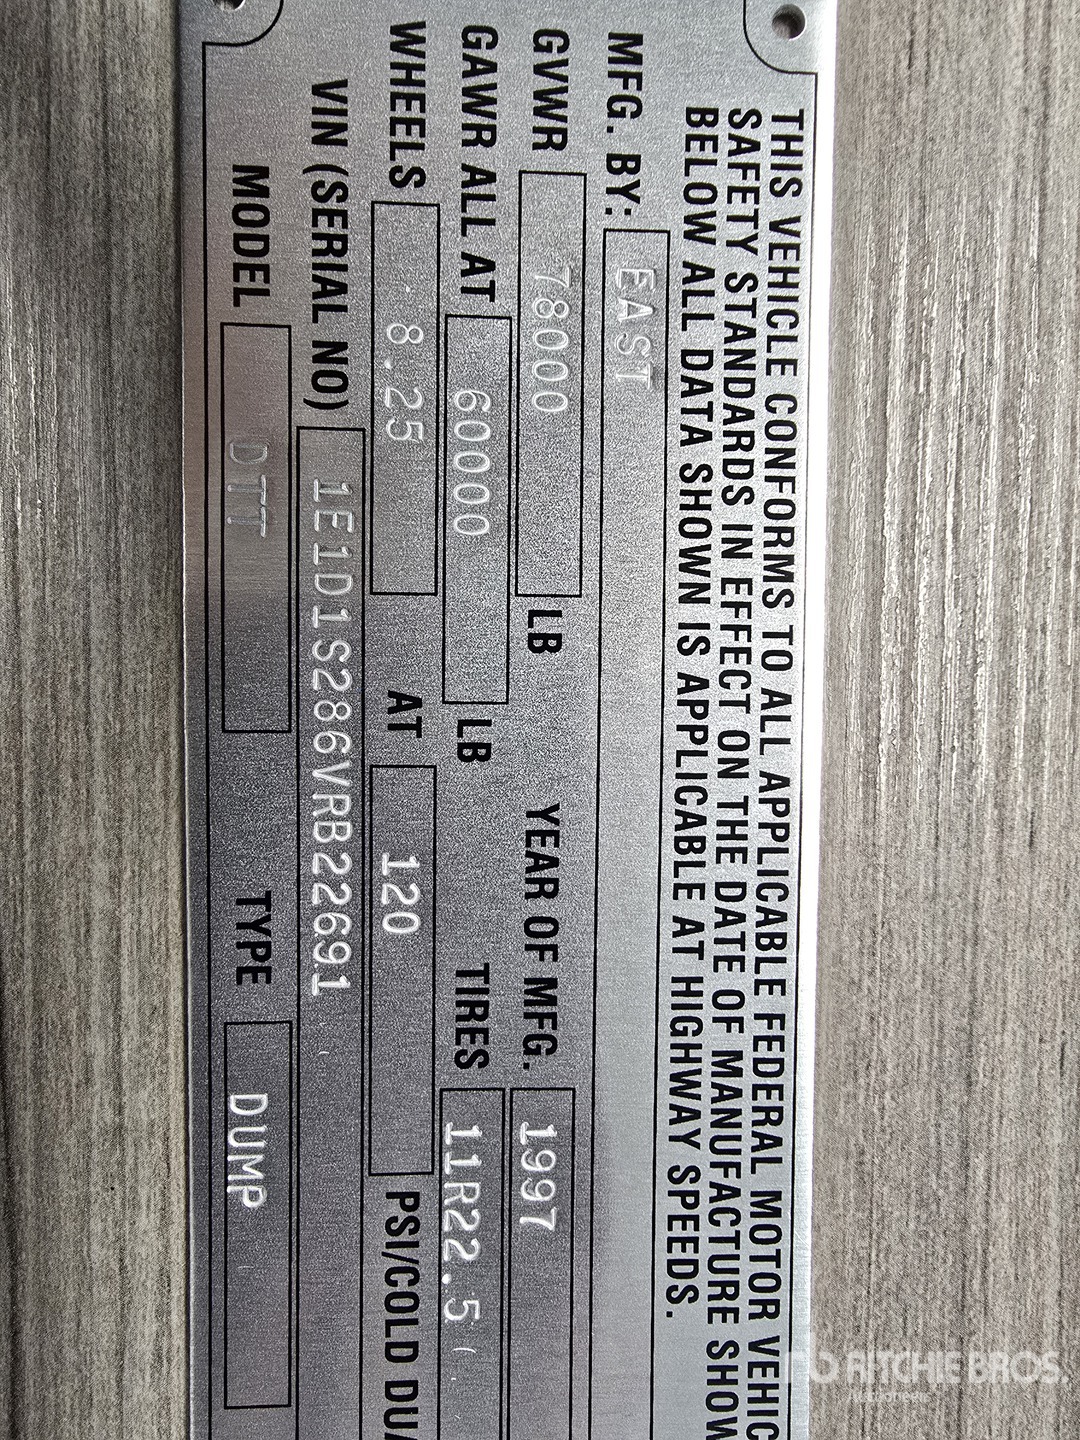 THIS VEHICLE CONFORMS TO ALL APPLICABLE FEDERAL MOTOR VEHIC
SAFETY STANDARDS IN EFFECT ON THE DATE OF MANUFACTURE SHOW
BELOW ALL DATA SHOWN IS APPLICABLE AT HIGHWAY SPEEDS.
MFG. BY: EAST
GVWR 78000 LB YEAR OF MFG. 1997
GAWR ALL AT 60000 LB TIRES 11R22.5
WHEELS 8.25 AT 120 PSI/COLD DUA
VIN (SERIAL NO) 1E1D1S286VRB22691
MODEL DTT TYPE DUMP
RITCHIE BROS.
Auctioneers